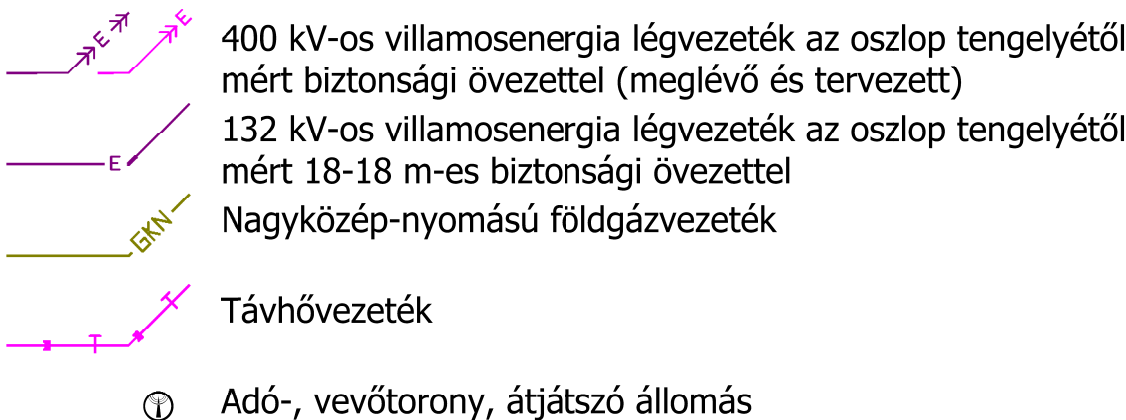 E E 400 kV-os villamosenergia légvezeték az oszlop tengelyétől
mért biztonsági övezettel (meglévő és tervezett)
132 kV-os villamosenergia légvezeték az oszlop tengelyétől
E mért 18-18 m-es biztonsági övezettel
GKN Nagyközép-nyomású földgázvezeték
T Távhővezeték
Adó-, vevőtorony, átjátszó állomás